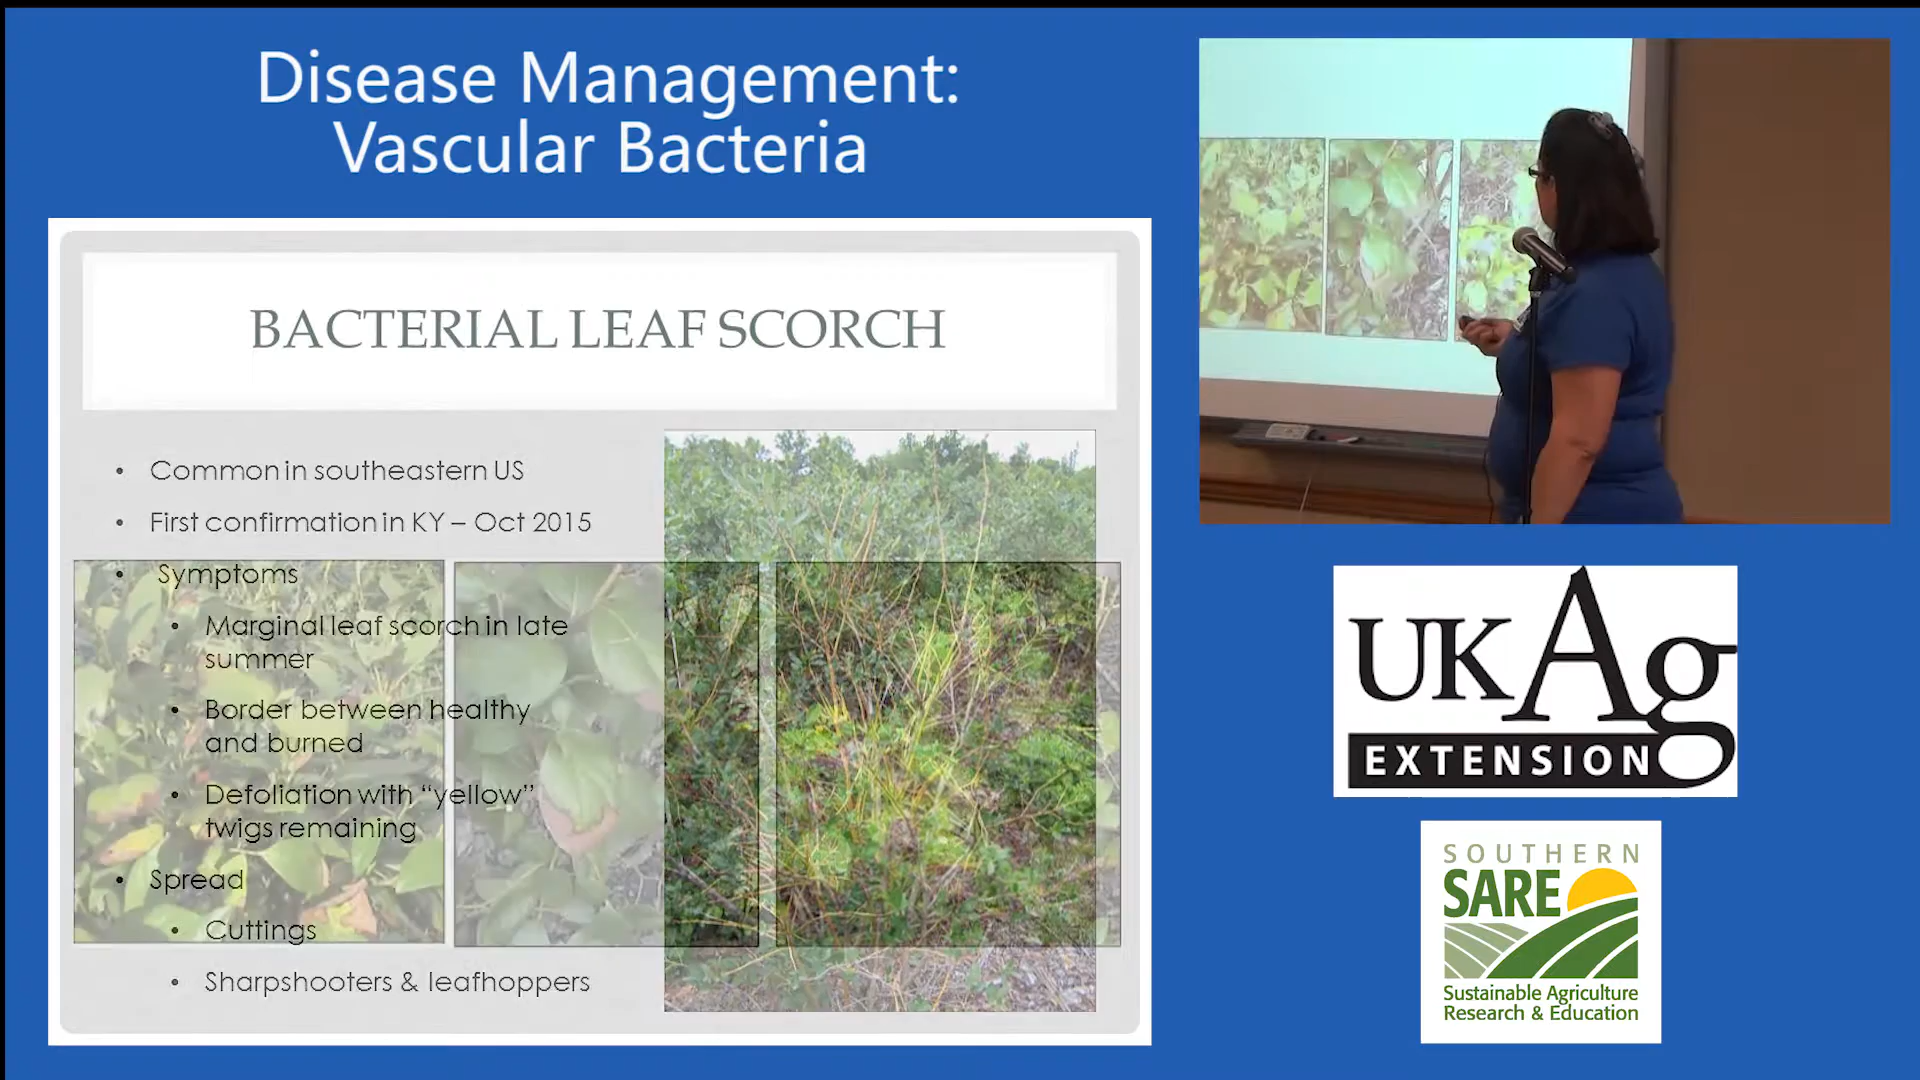 Disease Management:
Vascular Bacteria
BACTERIAL LEAF SCORCH
• Common in southeastern US
• First confirmation in KY – Oct 2015
• Symptoms
• Marginal leaf scorch in late
summer
• Border between healthy
and burned
• Defoliation with “yellow”
twigs remaining
• Spread
• Cuttings
• Sharpshooters & leafhoppers
UKAg
EXTENSION
SOUTHERN
SARE
Sustainable Agriculture
Research & Education